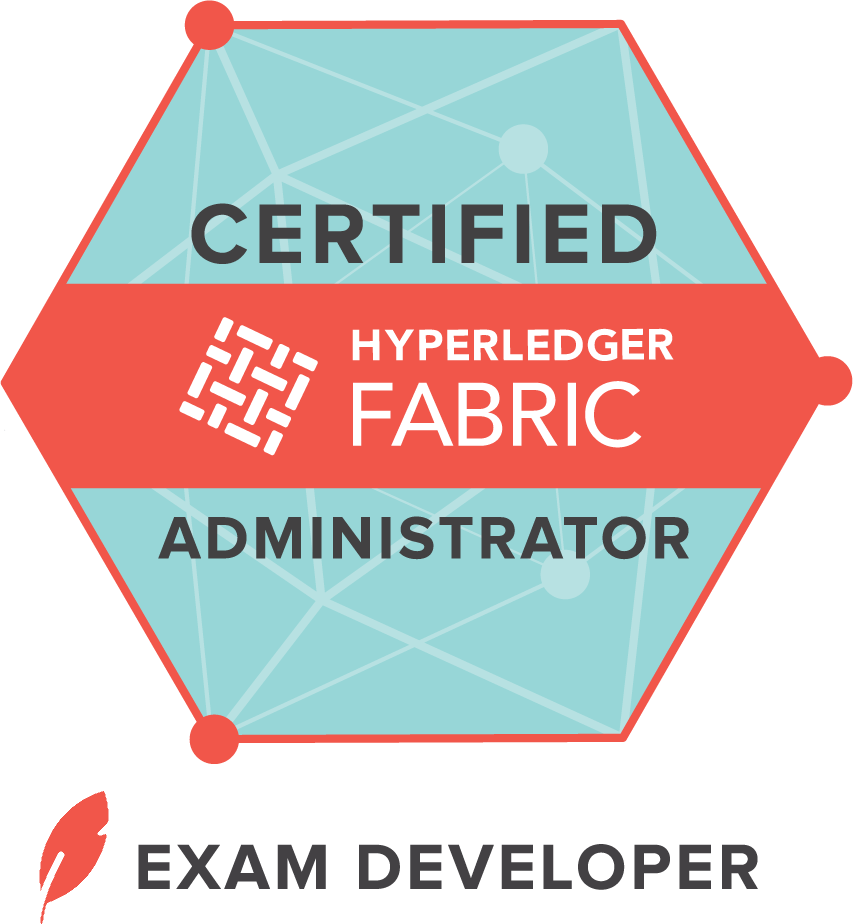 CERTIFIED
HYPERLEDGER
FABRIC
ADMINISTRATOR
EXAM DEVELOPER